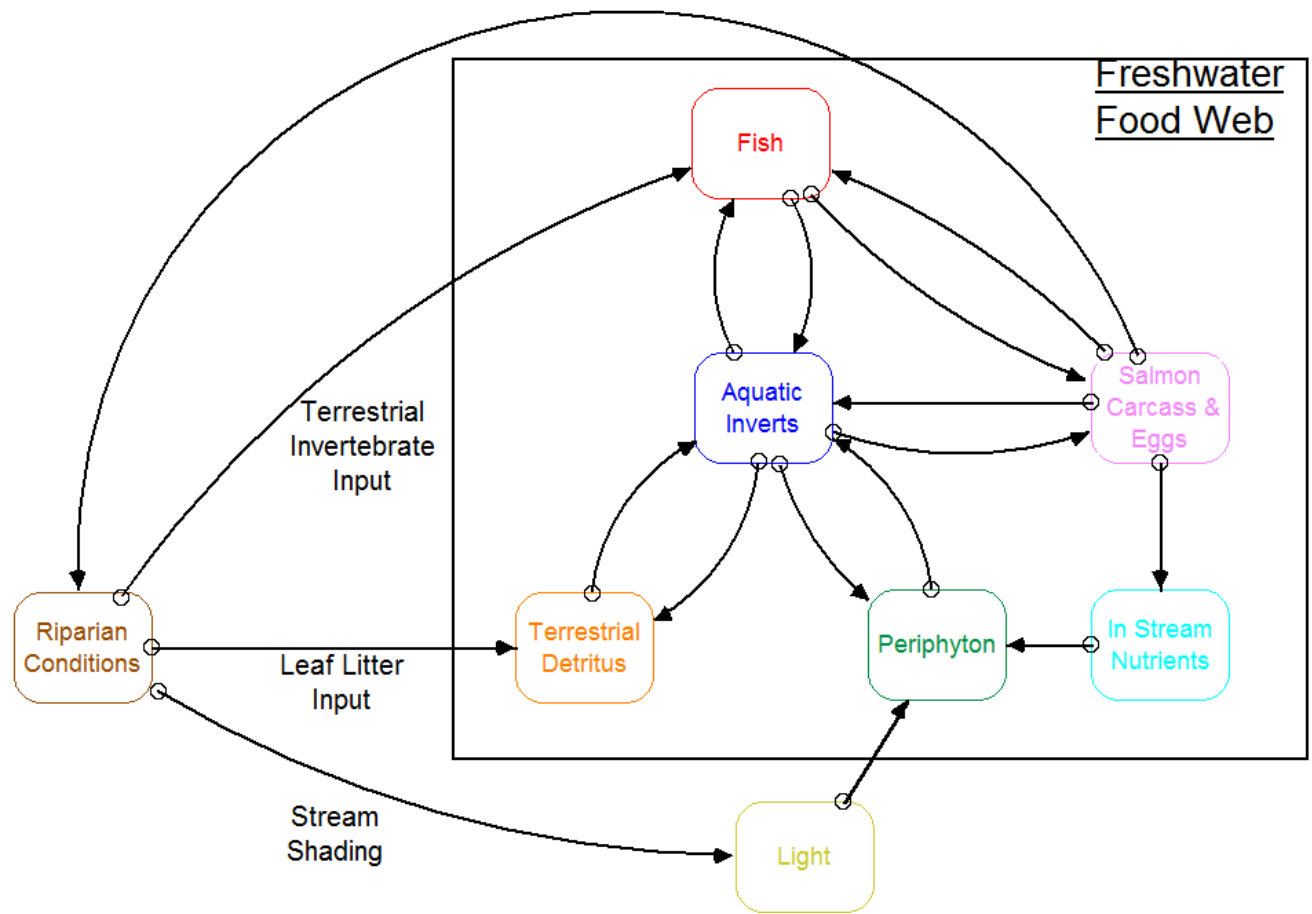 Freshwater
Food Web
Fish
Aquatic
Inverts
Salmon
Carcass &
Eggs
Terrestrial
Invertebrate
Input
Riparian
Conditions
Leaf Litter
Input
Terrestrial
Detritus
Periphyton
In Stream
Nutrients
Stream
Shading
Light